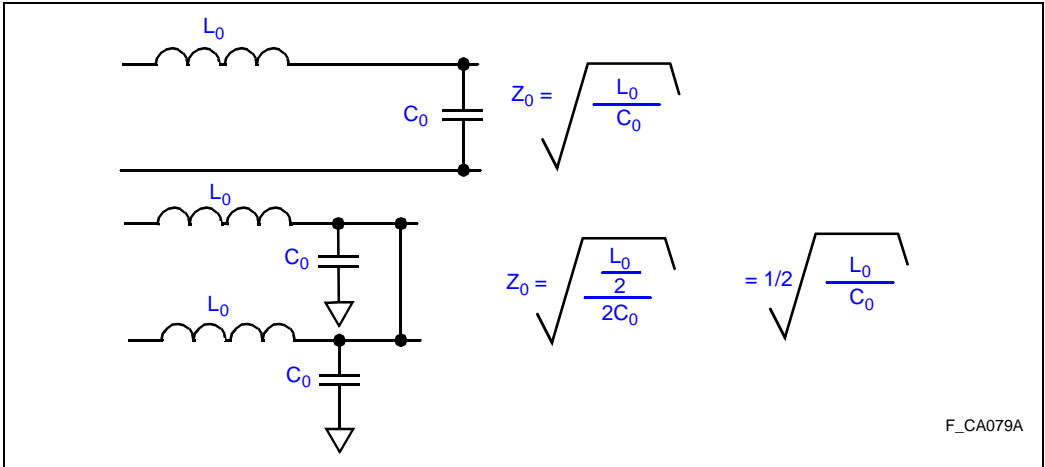 L0
C0
Z0 = √ L0
C0
L0
C0
L0
C0
Z0 = √ L0
2
2C0
= 1/2 √ L0
C0
F_CA079A